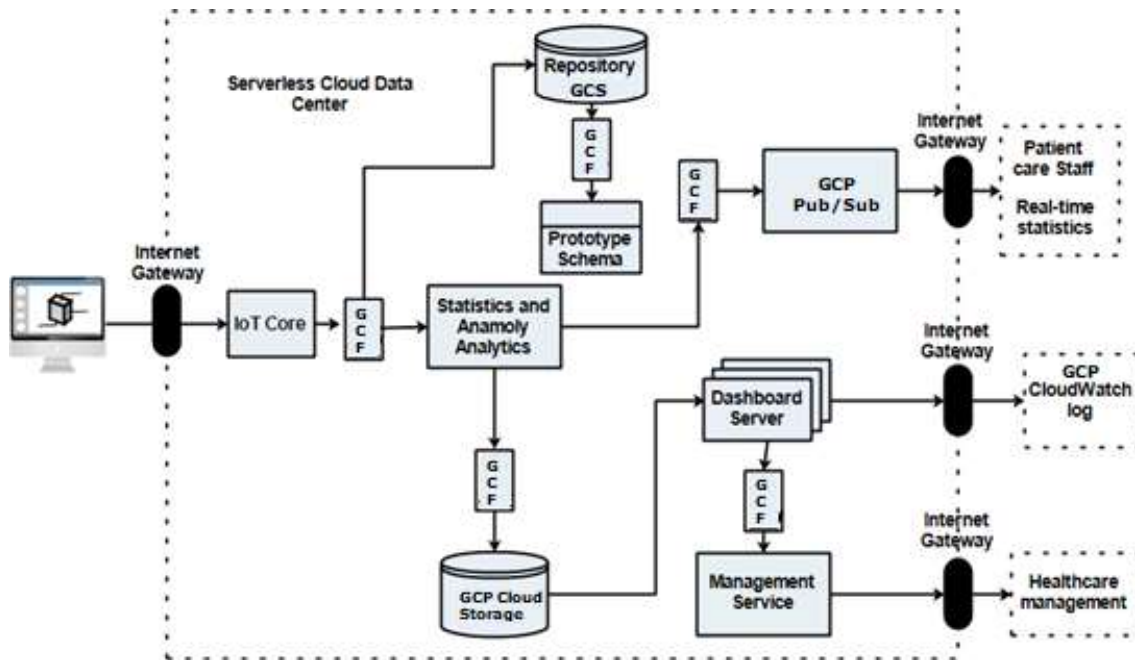 Serverless Cloud Data
Center
Repository
GCS
G
C
F
Prototype
Schema
Internet
Gateway
IoT Core
G
C
F
Statistics and
Anamoly
Analytics
G
C
F
GCP
Pub/Sub
Internet
Gateway
Patient
care Staff
Real-time
statistics
G
C
F
GCP Cloud
Storage
Dashboard
Server
Internet
Gateway
GCP
CloudWatch
log
G
C
F
Management
Service
Internet
Gateway
Healthcare
management